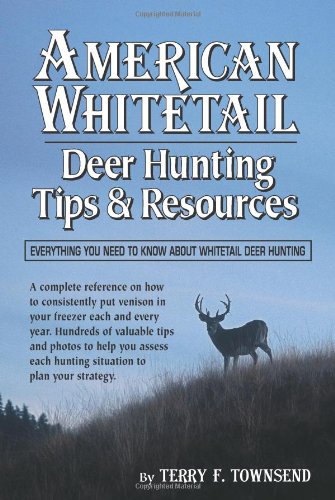 AMERICAN
WHITETAIL
Deer Hunting
Tips & Resources
EVERYTHING YOU NEED TO KNOW ABOUT WHITETAIL DEER HUNTING
A complete reference on how
to consistently put venison in
your freezer each and every
year. Hundreds of valuable tips
and photos to help you assess
each hunting situation to
plan your strategy.
By TERRY F. TOWNSEND